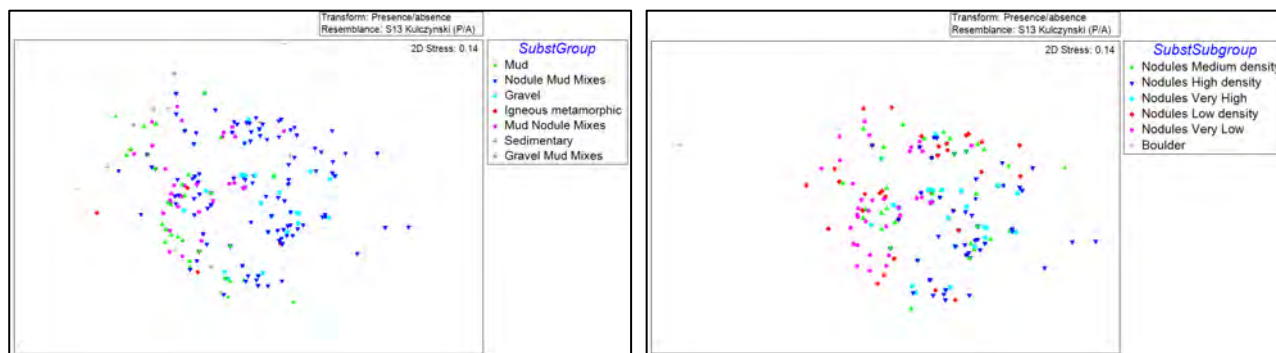 Transform: Presence/absence
Resemblance: S13 Kulczynski (P/A)
2D Stress: 0.14
SubstGroup
Mud
Nodule Mud Mixes
Gravel
Igneous metamorphic
Mud Nodule Mixes
Sedimentary
Gravel Mud Mixes
Transform: Presence/absence
Resemblance: S13 Kulczynski (P/A)
2D Stress: 0.14
SubstSubgroup
Nodules Medium density
Nodules High density
Nodules Very High
Nodules Low density
Nodules Very Low
Boulder